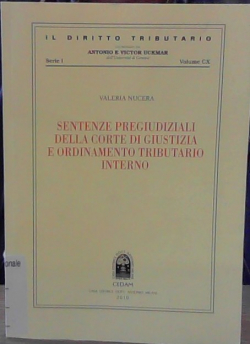 IL DIRITTO TRIBUTARIO
ANTONIO E VICTOR UCKMAR
Serie I Volume CX
VALERIA NUCERA
SENTENZE PREGIUDIZIALI
DELLA CORTE DI GIUSTIZIA
E ORDINAMENTO TRIBUTARIO
INTERNO
CEDAM
2010